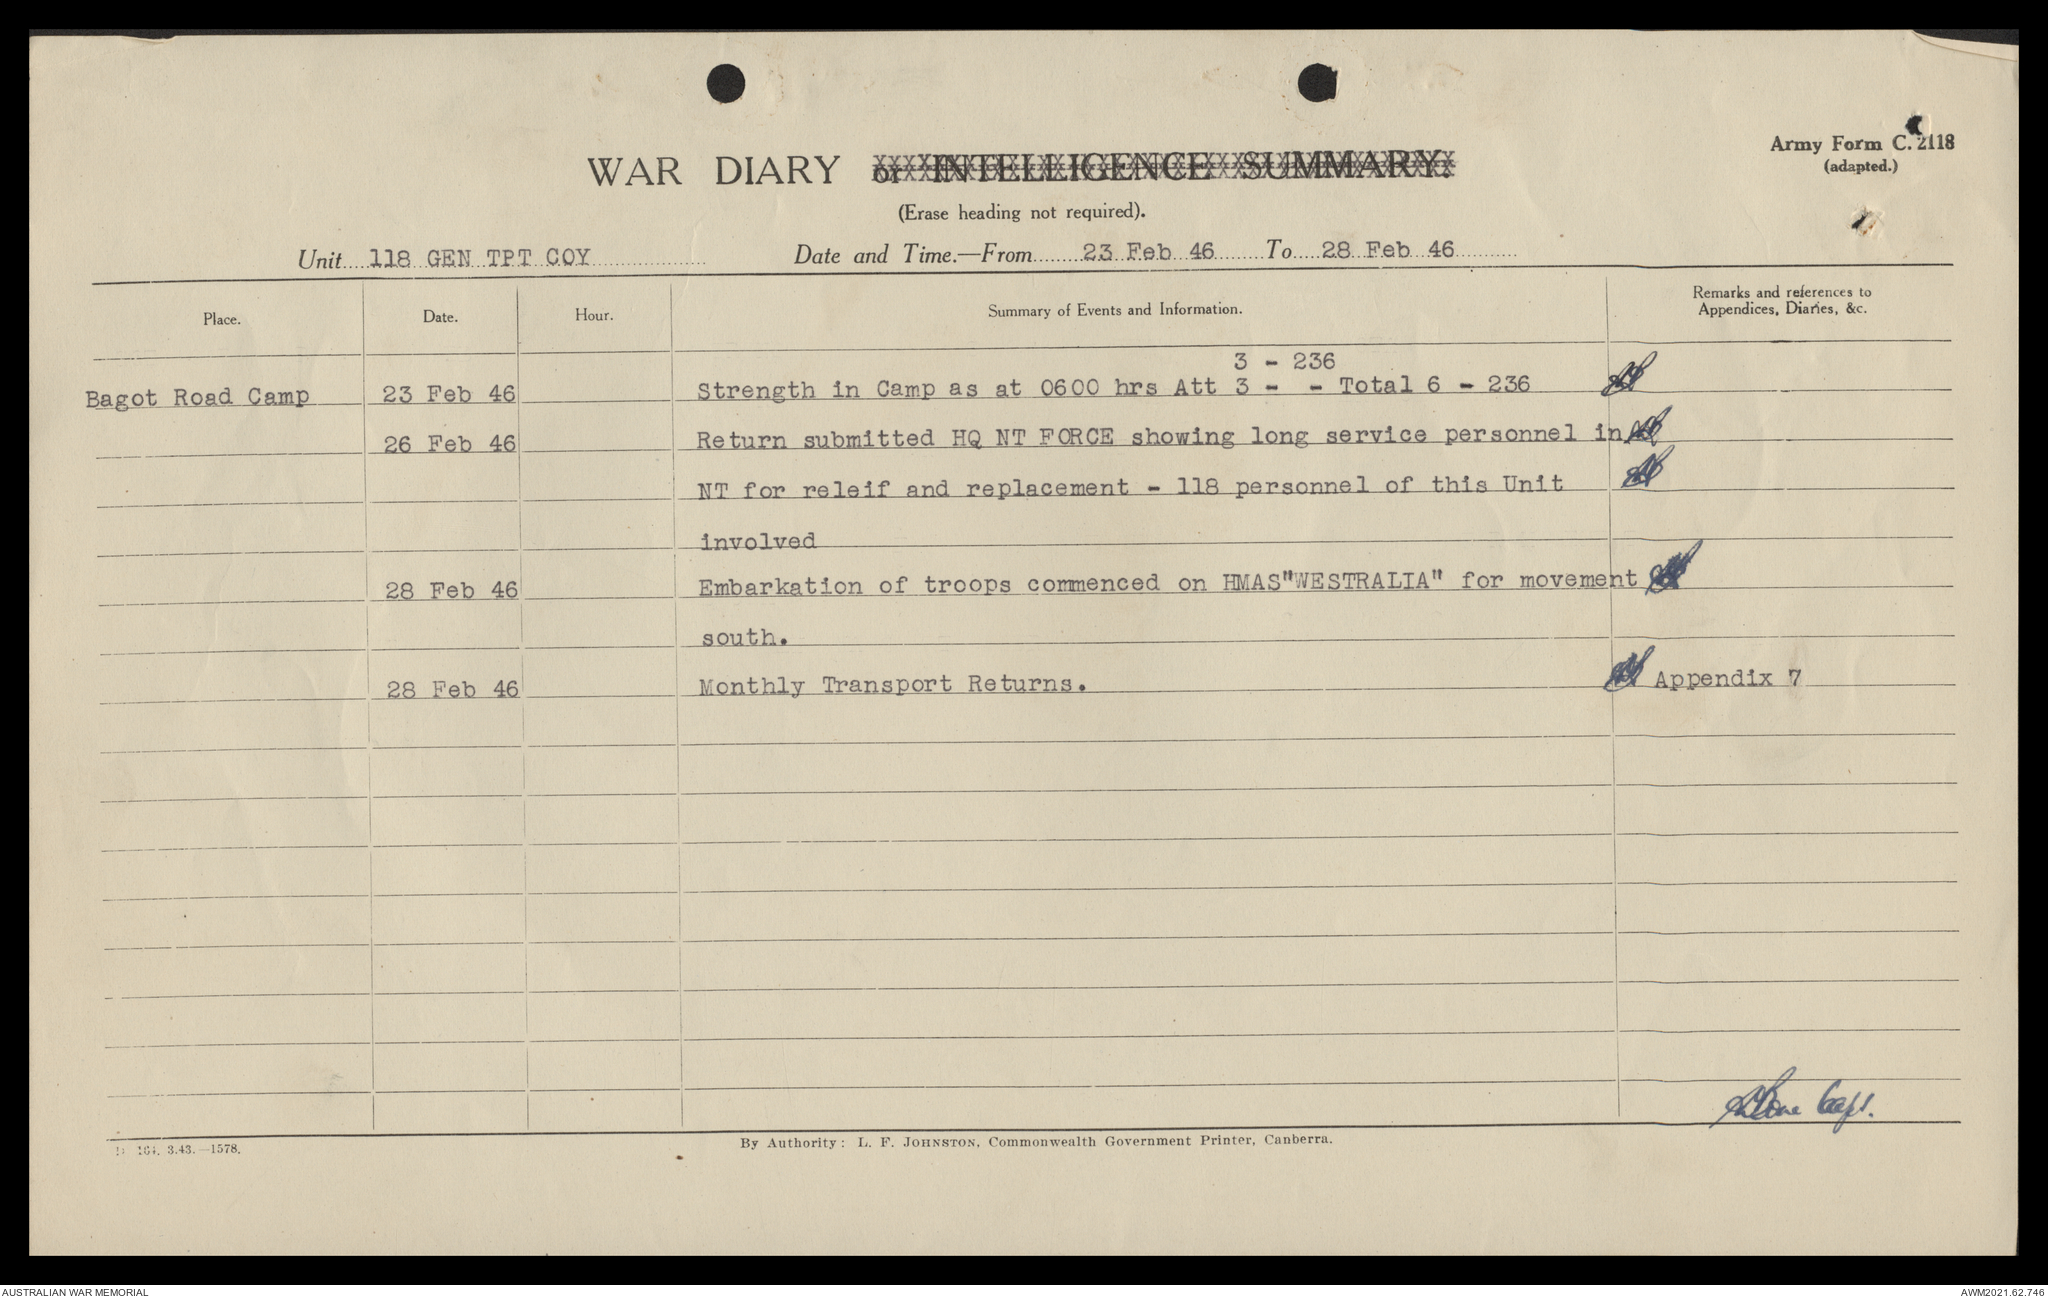 Army Form C. 2118
(adapted.)
WAR DIARY or INTELLIGENCE SUMMARY.
(Erase heading not required).
Unit 118 GEN TPT COY Date and Time.—From 23 Feb 46 To 28 Feb 46
Place. Date. Hour. Summary of Events and Information. Remarks and references to
Appendices, Diaries, &c.
3 - 236
Bagot Road Camp 23 Feb 46 Strength in Camp as at 0600 hrs Att 3 - - Total 6 - 236
26 Feb 46 Return submitted HQ NT FORCE showing long service personnel in
NT for releif and replacement - 118 personnel of this Unit
involved
28 Feb 46 Embarkation of troops commenced on HMAS"WESTRALIA" for movement
south.
28 Feb 46 Monthly Transport Returns. Appendix 7
Capt.
164. 3.43.—1578. By Authority: L. F. JOHNSTON, Commonwealth Government Printer, Canberra.
AUSTRALIAN WAR MEMORIAL AWM2021.62.746